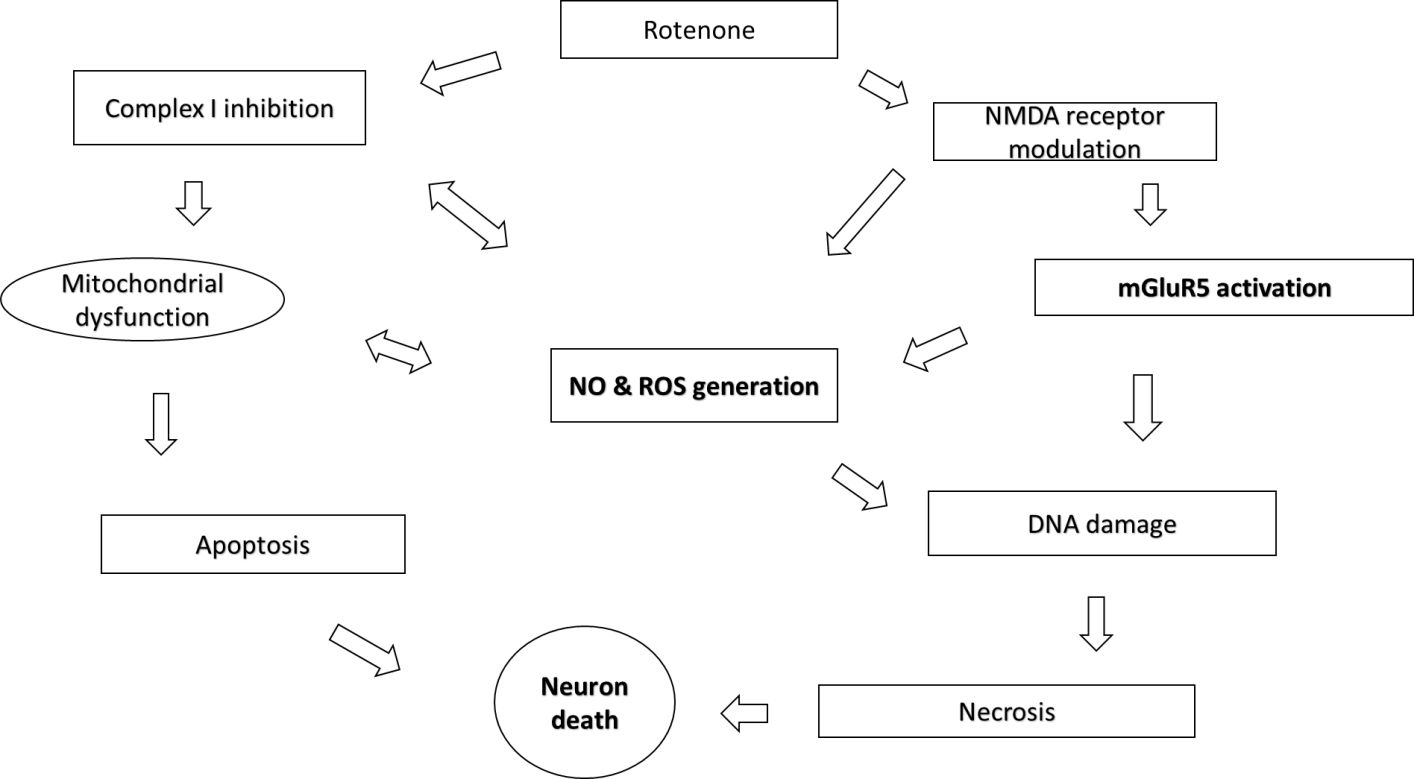 Rotenone
Complex I inhibition
NMDA receptor
modulation
Mitochondrial
dysfunction
mGluR5 activation
NO & ROS generation
Apoptosis
DNA damage
Neuron
death
Necrosis